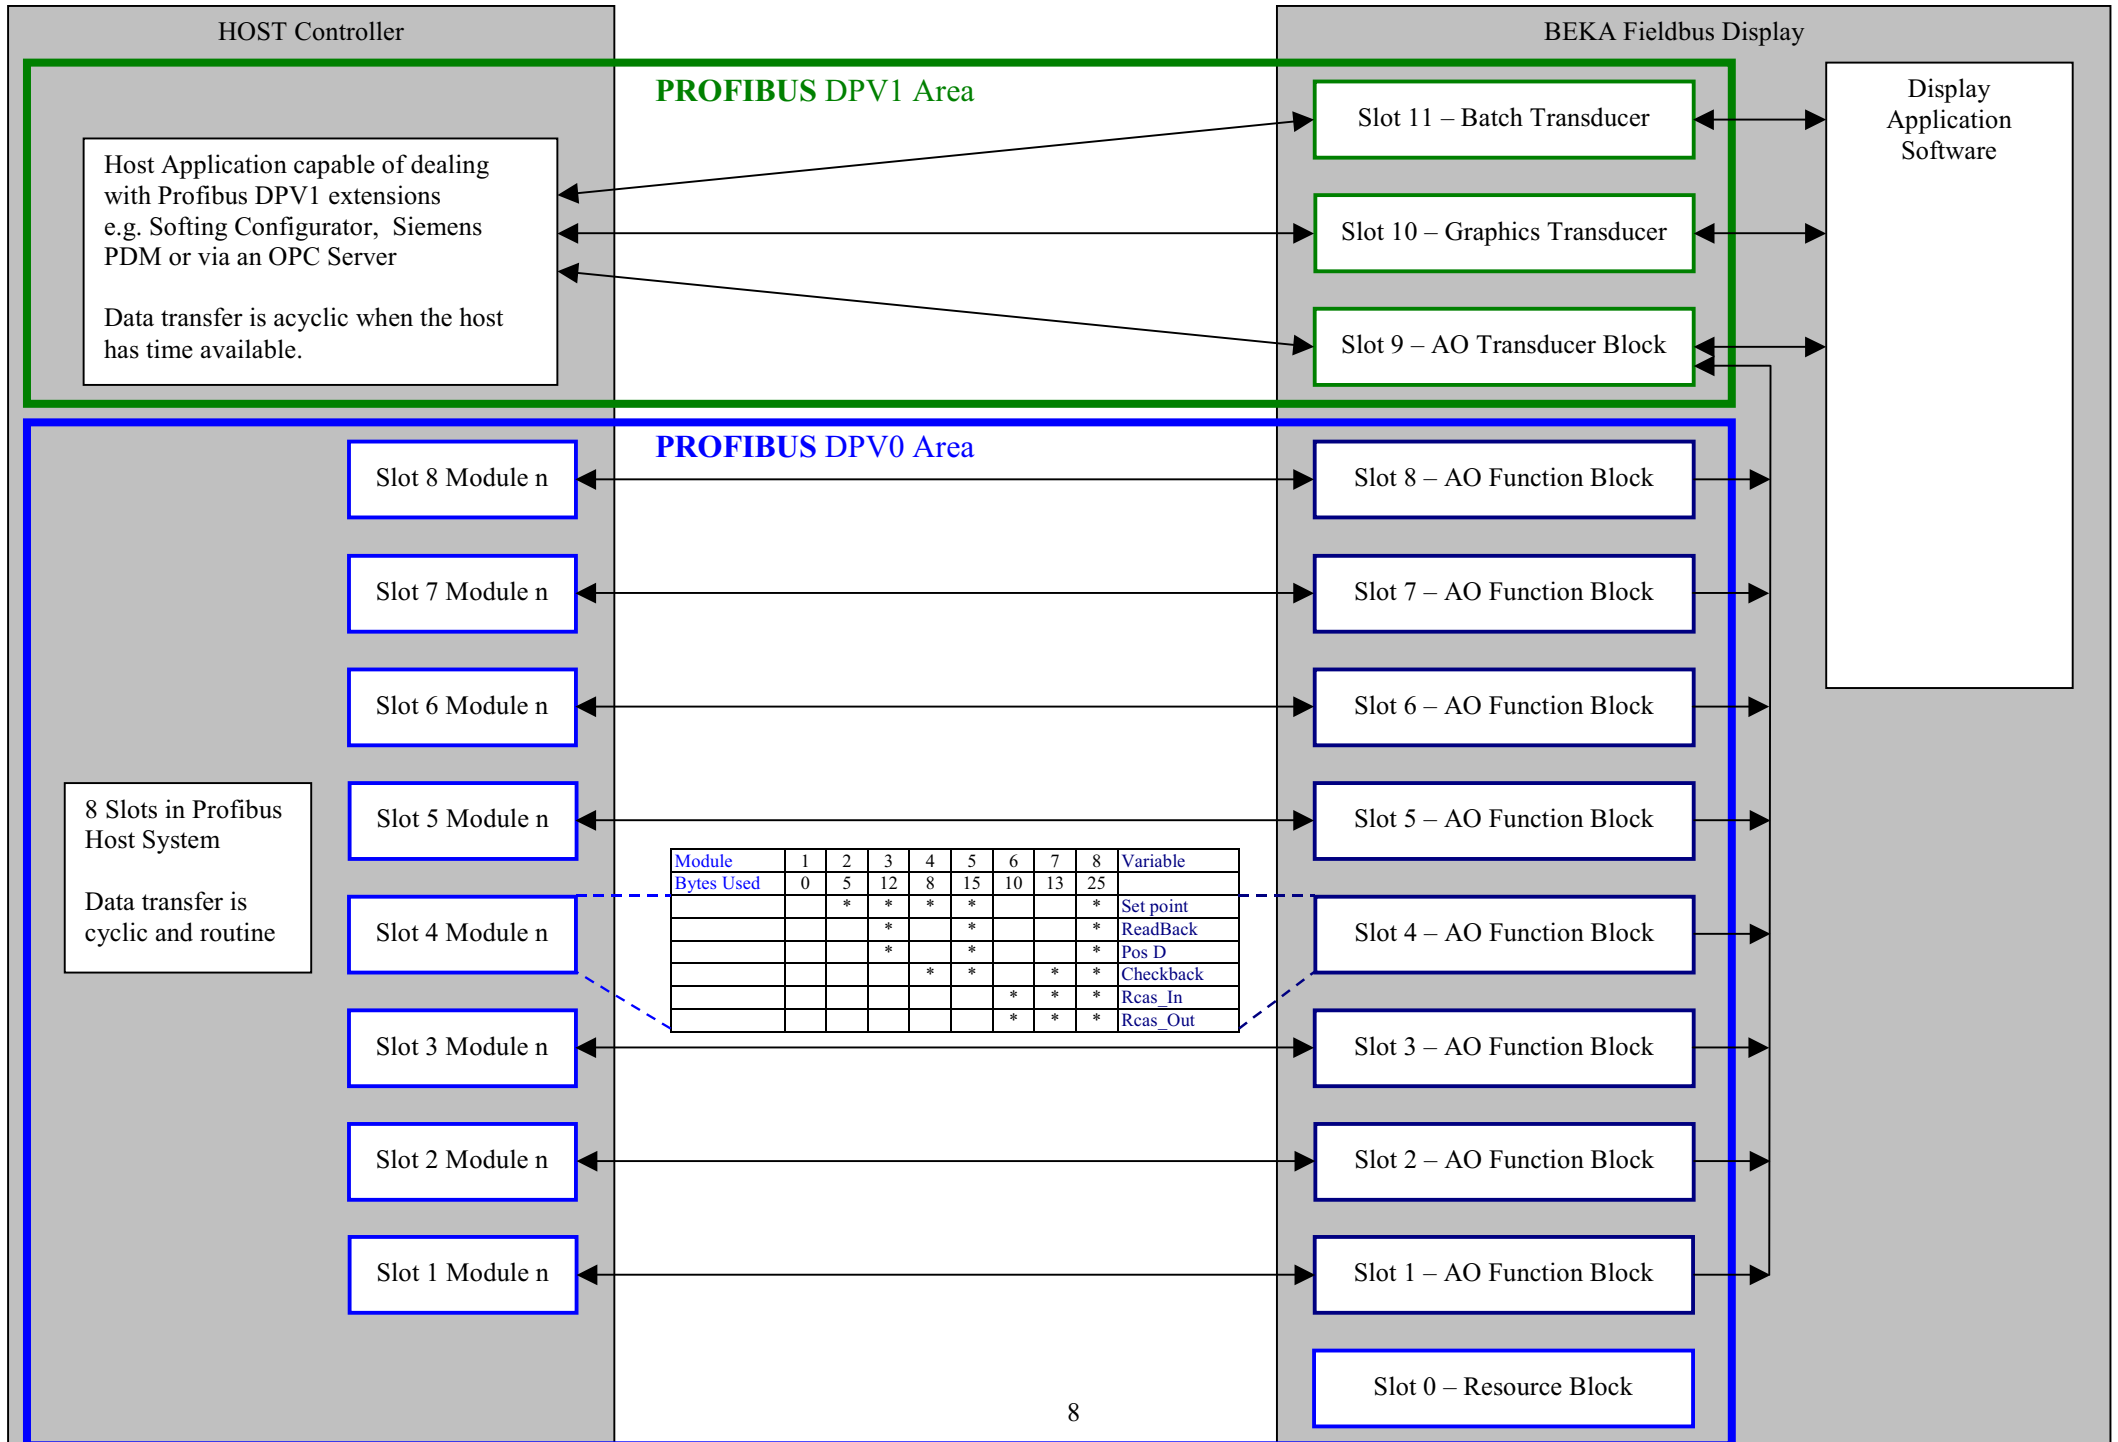 HOST Controller
BEKA Fieldbus Display
PROFIBUS DPV1 Area
Host Application capable of dealing
with Profibus DPV1 extensions
e.g. Softing Configurator, Siemens
PDM or via an OPC Server
Data transfer is acyclic when the host
has time available.
Slot 11 – Batch Transducer
Slot 10 – Graphics Transducer
Slot 9 – AO Transducer Block
Display
Application
Software
PROFIBUS DPV0 Area
Slot 8 Module n
Slot 8 – AO Function Block
Slot 7 Module n
Slot 7 – AO Function Block
Slot 6 Module n
Slot 6 – AO Function Block
8 Slots in Profibus
Host System
Data transfer is
cyclic and routine
Slot 5 Module n
Slot 5 – AO Function Block
Module 1 2 3 4 5 6 7 8 Variable
Bytes Used 0 5 12 8 15 10 13 25
* * * * * Set point
* * * ReadBack
* * * Pos D
* * * * Checkback
* * * Rcas_In
* * * Rcas_Out
Slot 4 Module n
Slot 4 – AO Function Block
Slot 3 Module n
Slot 3 – AO Function Block
Slot 2 Module n
Slot 2 – AO Function Block
Slot 1 Module n
Slot 1 – AO Function Block
Slot 0 – Resource Block
8